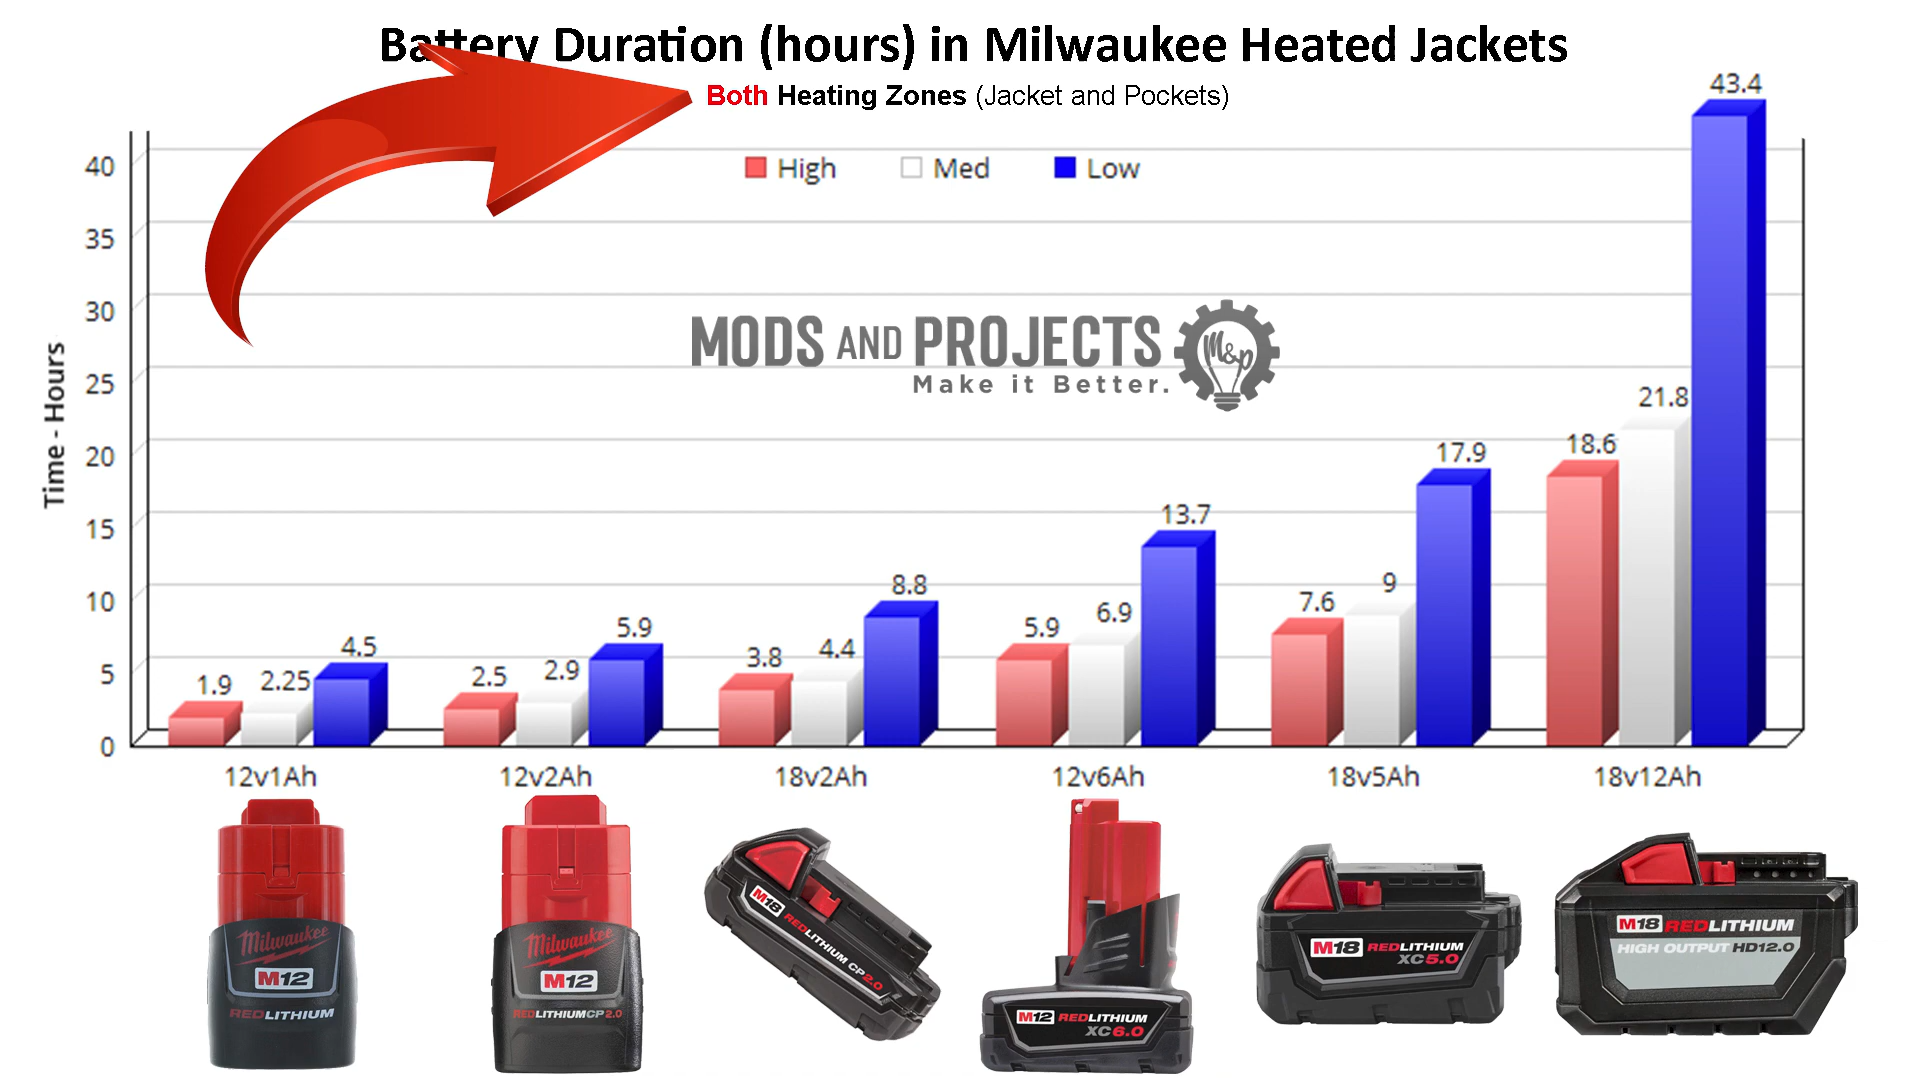 Battery Duration (hours) in Milwaukee Heated Jackets
Both Heating Zones (Jacket and Pockets)
43.4
High Med Low
40
35
30
25
20
15
10
5
0
Time - Hours
MODS AND PROJECTS
Make it Better.
M&P
21.8
18.6
17.9
13.7
8.8
9
7.6
5.9
6.9
5.9
3.8
4.4
2.5
2.9
4.5
1.9
2.25
12v1Ah 12v2Ah 18v2Ah 12v6Ah 18v5Ah 18v12Ah
Milwaukee
M12
REDLITHIUM
Milwaukee
M12
REDLITHIUM CP2.0
M18
REDLITHIUM CP2.0
M12 REDLITHIUM
XC6.0
M18 REDLITHIUM
XC5.0
M18 REDLITHIUM
HIGH OUTPUT HD12.0